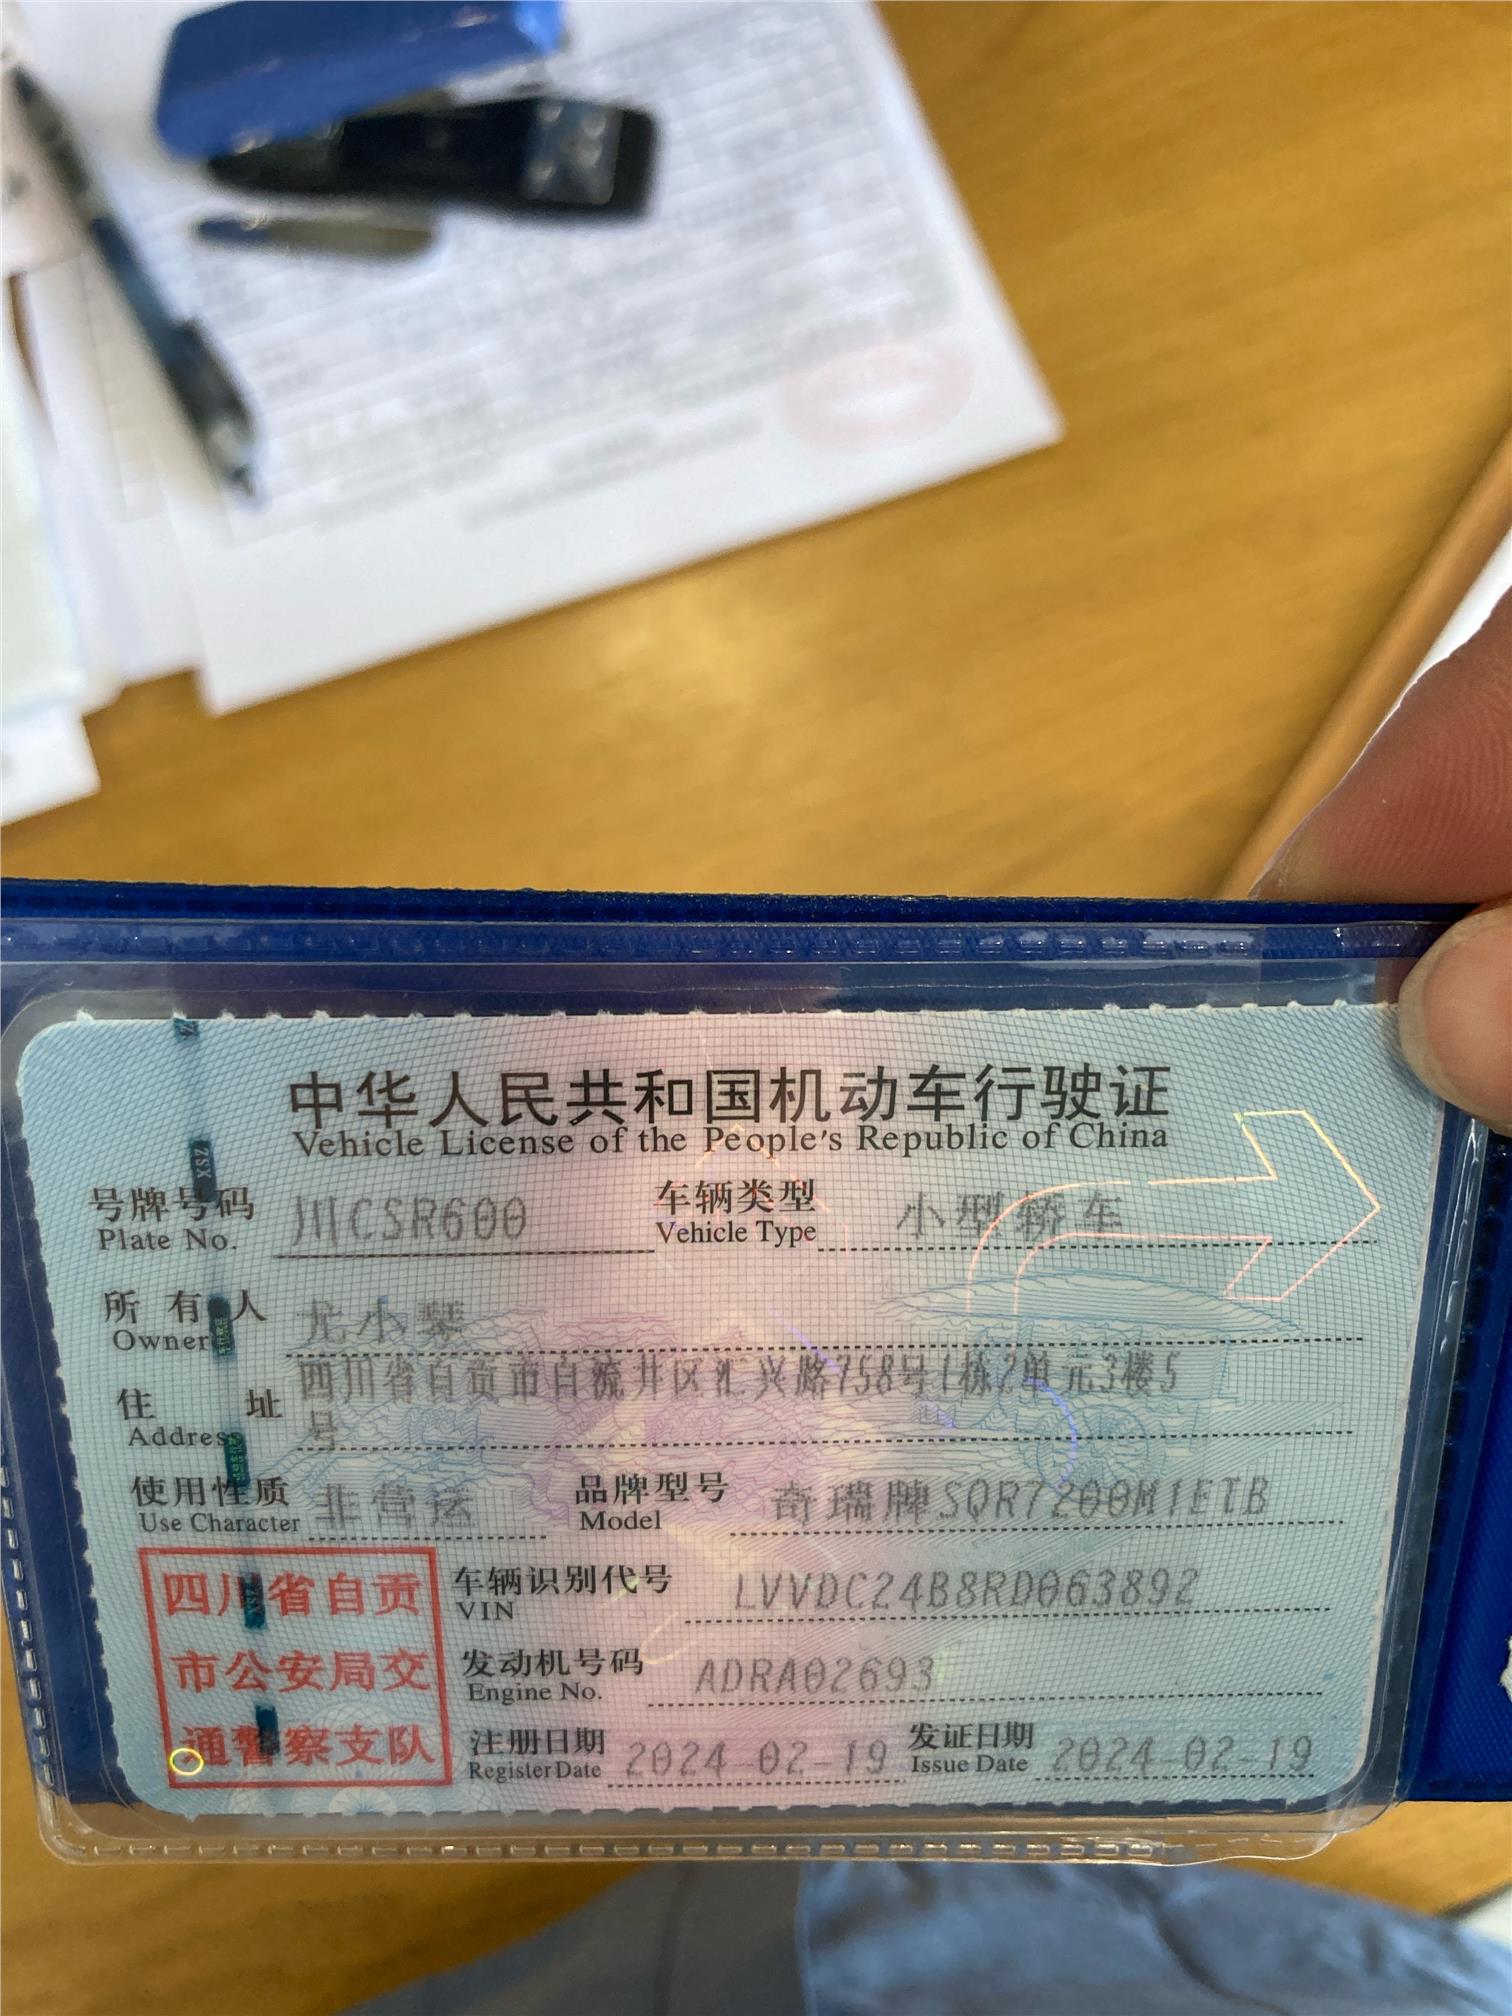 中华人民共和国机动车行驶证
Vehicle License of the People's Republic of China
号牌号码 川CSR600 车辆类型 小型轿车
Plate No. Vehicle Type
所有人 尤小琴
Owner
四川省自贡市自流井区汇兴路758号1栋2单元3楼5
住址 号
Address
使用性质 非营运 品牌型号 奇瑞牌SQR7200M1ETB
Use Character Model
四川省自贡 车辆识别代号 LVVDC24B8RD063892
VIN
市公安局交 发动机号码 ADRA02693
Engine No.
通警察支队 注册日期 2024-02-19 发证日期 2024-02-19
Register Date Issue Date